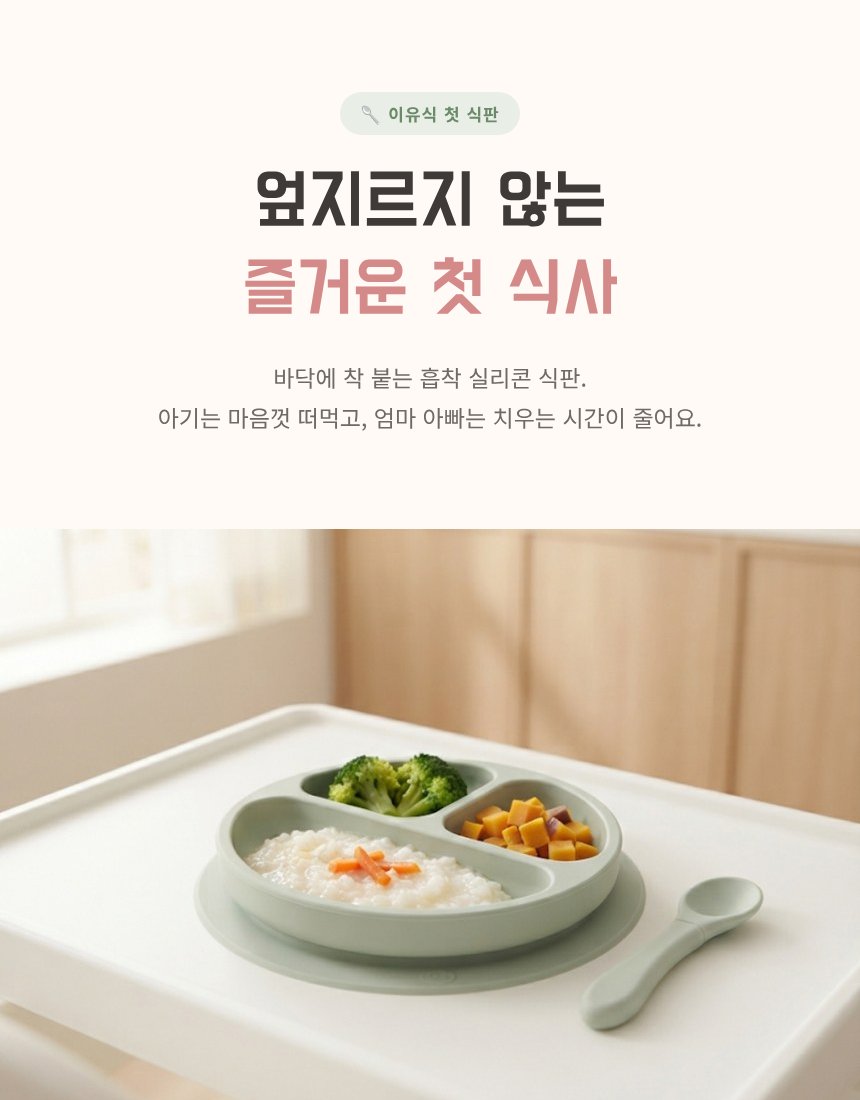 이유식 첫 식판
엎지르지 않는
즐거운 첫 식사
바닥에 착 붙는 흡착 실리콘 식판.
아기는 마음껏 떠먹고, 엄마 아빠는 치우는 시간이 줄어요.